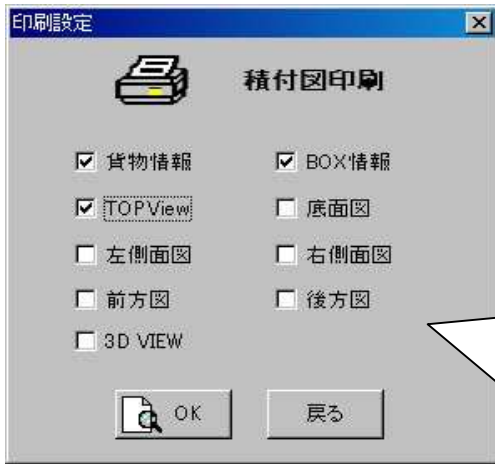 印刷設定
積付図印刷
貨物情報 BOX情報
TOPView 底面図
左側面図 右側面図
前方図 後方図
3D VIEW
OK 戻る